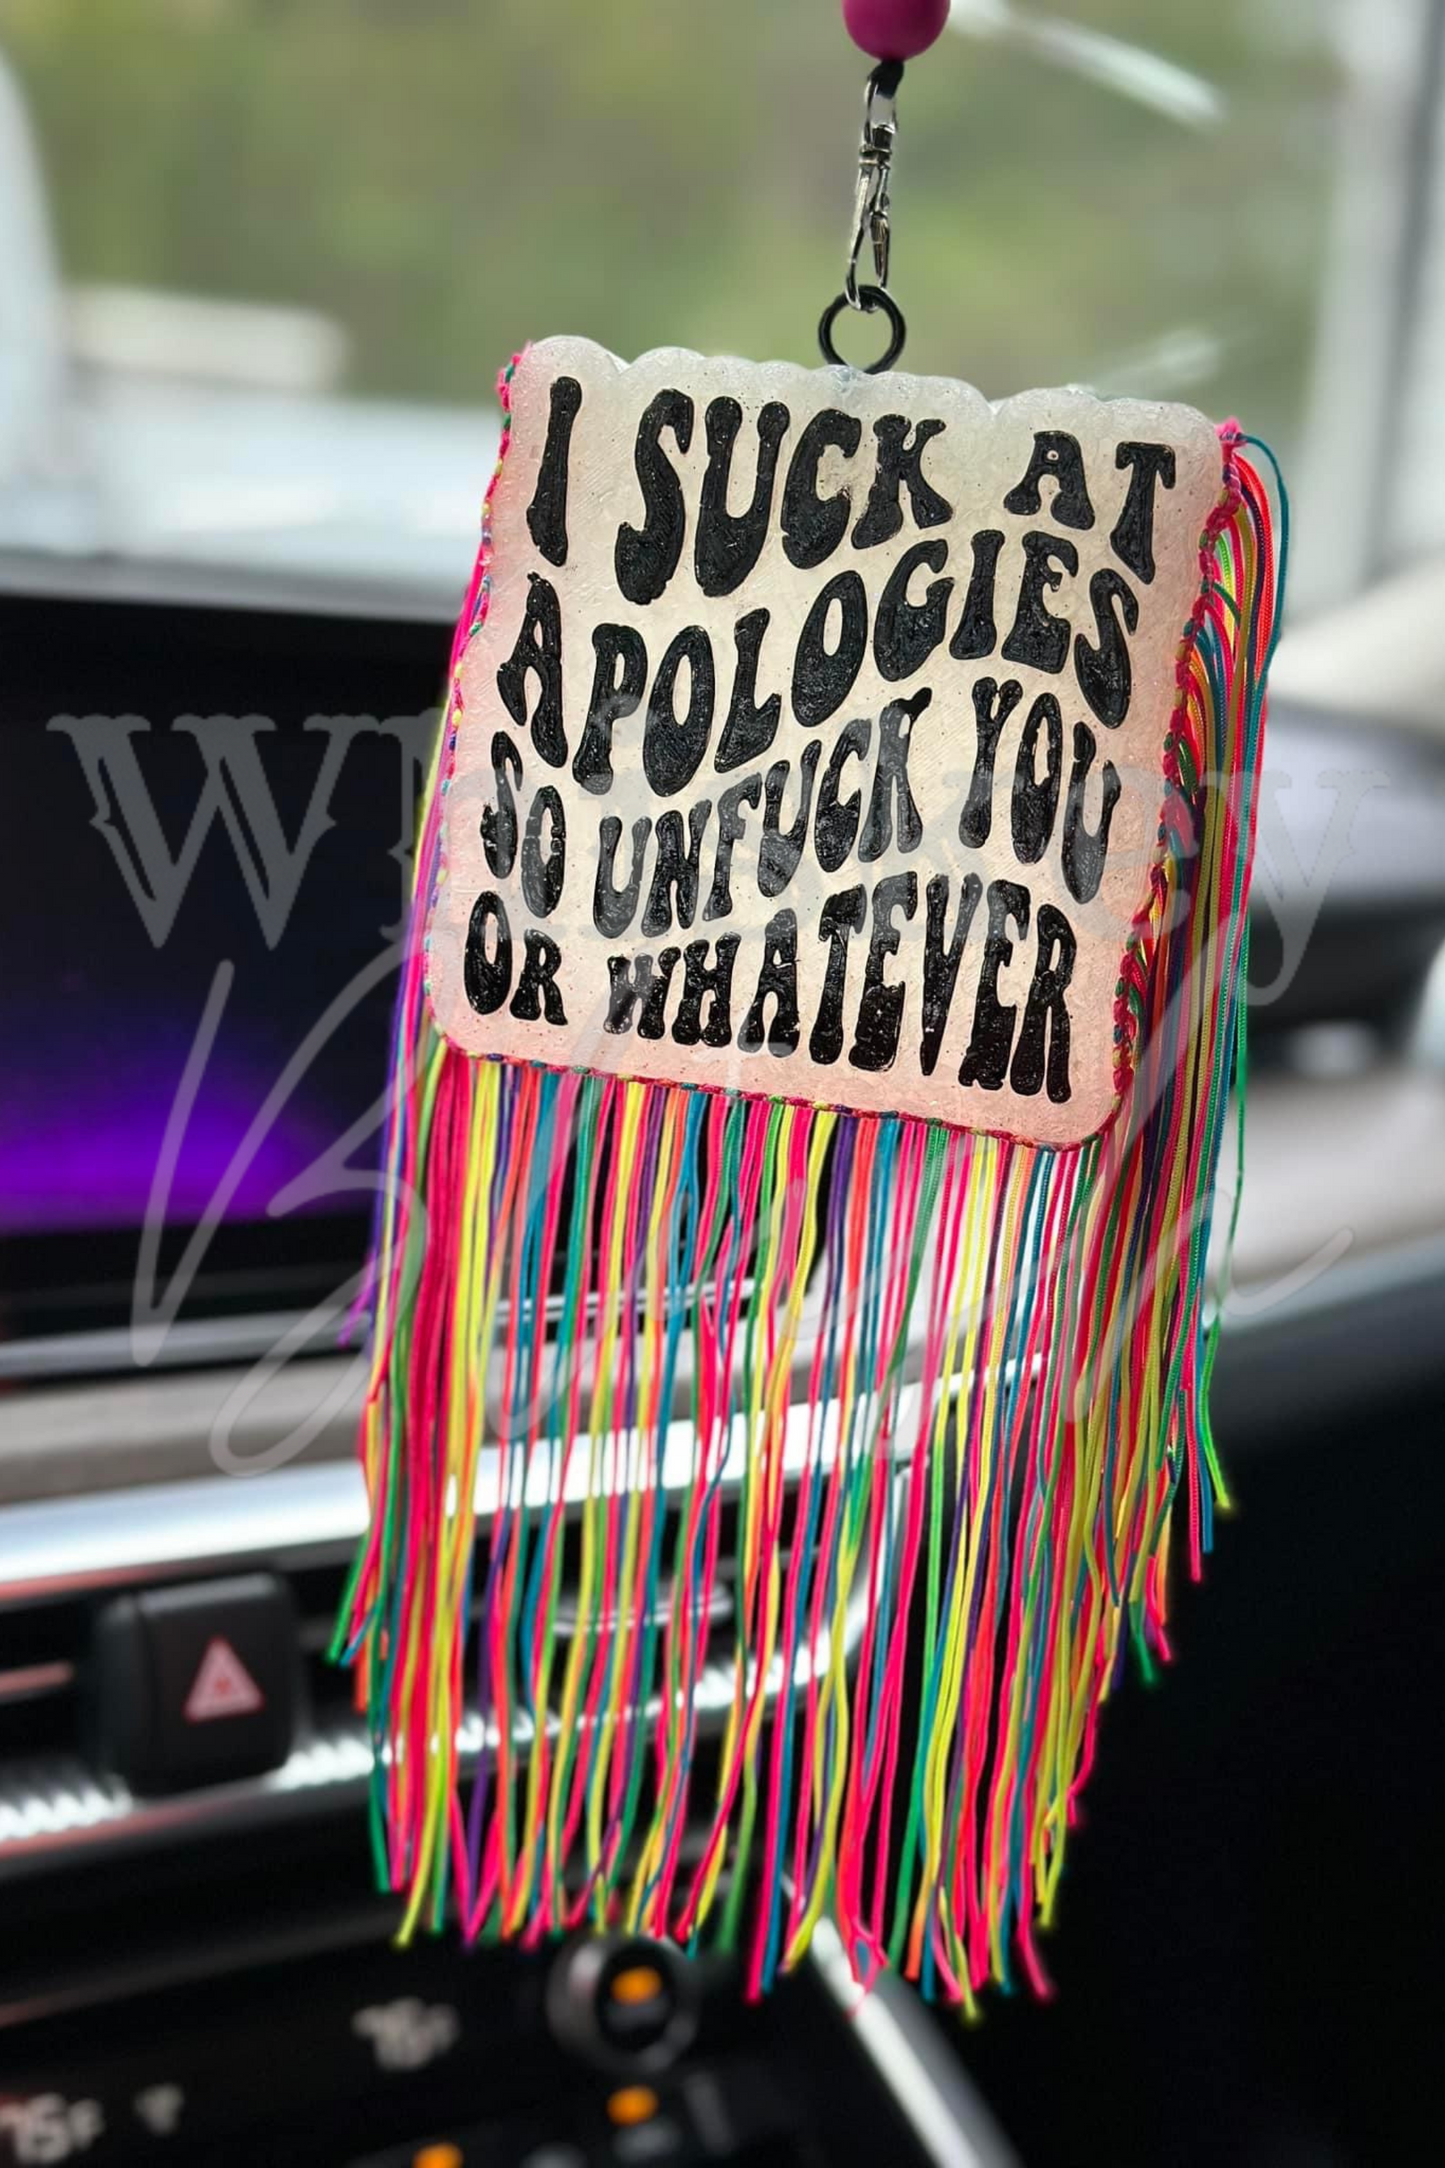 I SUCK AT
APOLOGIES
SO UNFUCK YOU
OR WHATEVER